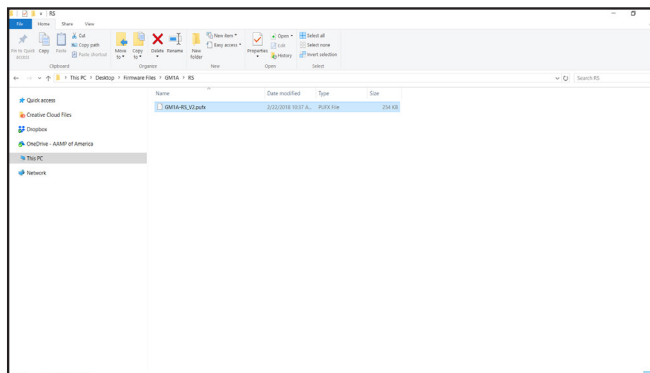 RS
File Home Share View
Pin to Quick access
Copy
Paste
Cut
Copy path
Paste shortcut
Clipboard
Move to
Copy to
Delete
Rename
Organize
New folder
New item
Easy access
New
Properties
Open
Edit
History
Open
Select all
Select none
Invert selection
Select
This PC > Desktop > Firmware Files > GM1A > RS
Search RS
Name Date modified Type Size
GM1A-RS_V2.pufx 2/22/2018 10:37 A... PUFX File 234 KB
Quick access
Creative Cloud Files
Dropbox
OneDrive - AAMP of America
This PC
Network